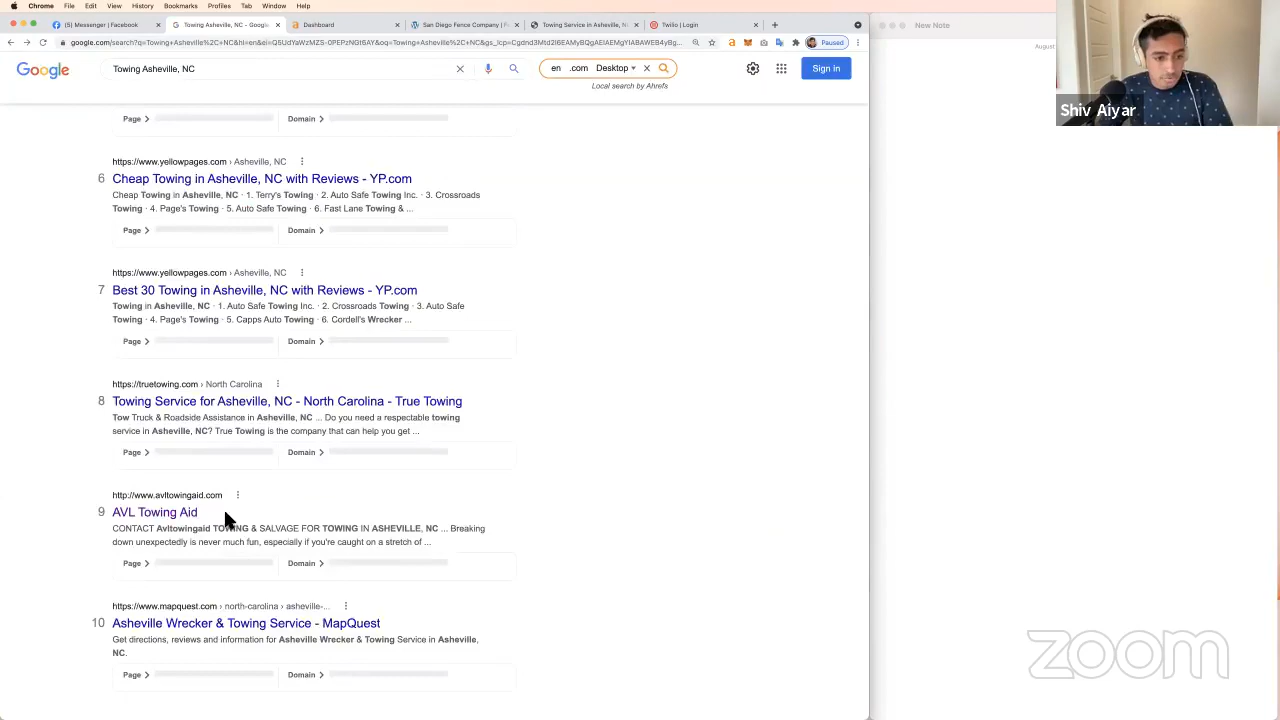 Chrome File Edit View History Bookmarks Profiles Tab Window Help
(5) Messenger | Facebook
Towing Asheville, NC - Google
Dashboard
San Diego Fence Company | F
Towing Service in Asheville, N
Twilio | Login
New Note
Paused
August
Google
Towing Asheville, NC
en .com Desktop
Local search by Ahrefs
Sign in
Shiv Aiyar
Page
Domain
https://www.yellowpages.com › Asheville, NC
6 Cheap Towing in Asheville, NC with Reviews - YP.com
Cheap Towing in Asheville, NC · 1. Terry's Towing · 2. Auto Safe Towing Inc. · 3. Crossroads
Towing · 4. Page's Towing · 5. Auto Safe Towing · 6. Fast Lane Towing & ...
Page
Domain
https://www.yellowpages.com › Asheville, NC
7 Best 30 Towing in Asheville, NC with Reviews - YP.com
Towing in Asheville, NC · 1. Auto Safe Towing Inc. · 2. Crossroads Towing · 3. Auto Safe
Towing · 4. Page's Towing · 5. Capps Auto Towing · 6. Cordell's Wrecker ...
Page
Domain
https://truetowing.com › North Carolina
8 Towing Service for Asheville, NC - North Carolina - True Towing
Tow Truck & Roadside Assistance in Asheville, NC ... Do you need a respectable towing
service in Asheville, NC? True Towing is the company that can help you get ...
Page
Domain
http://www.avltowingaid.com
9 AVL Towing Aid
CONTACT Avltowingaid TOWING & SALVAGE FOR TOWING IN ASHEVILLE, NC ... Breaking
down unexpectedly is never much fun, especially if you're caught on a stretch of ...
Page
Domain
https://www.mapquest.com › north-carolina › asheville-...
10 Asheville Wrecker & Towing Service - MapQuest
Get directions, reviews and information for Asheville Wrecker & Towing Service in Asheville,
NC.
Page
Domain
zoom